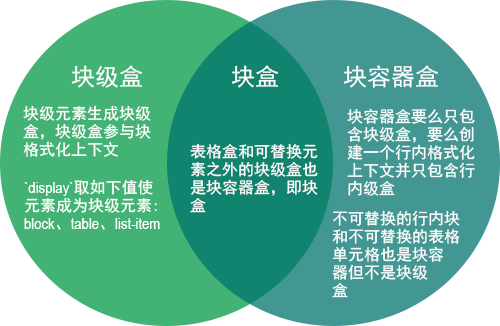 块级盒
块级元素生成块级
盒，块级盒参与块
格式化上下文
`display`取如下值使
元素成为块级元素：
block、table、list-item
块盒
表格盒和可替换元
素之外的块级盒也
是块容器盒，即块
盒
块容器盒
块容器盒要么只包
含块级盒，要么创
建一个行内格式化
上下文并只包含行
内级盒
不可替换的行内块
和不可替换的表格
单元格也是块容
器但不是块级
盒